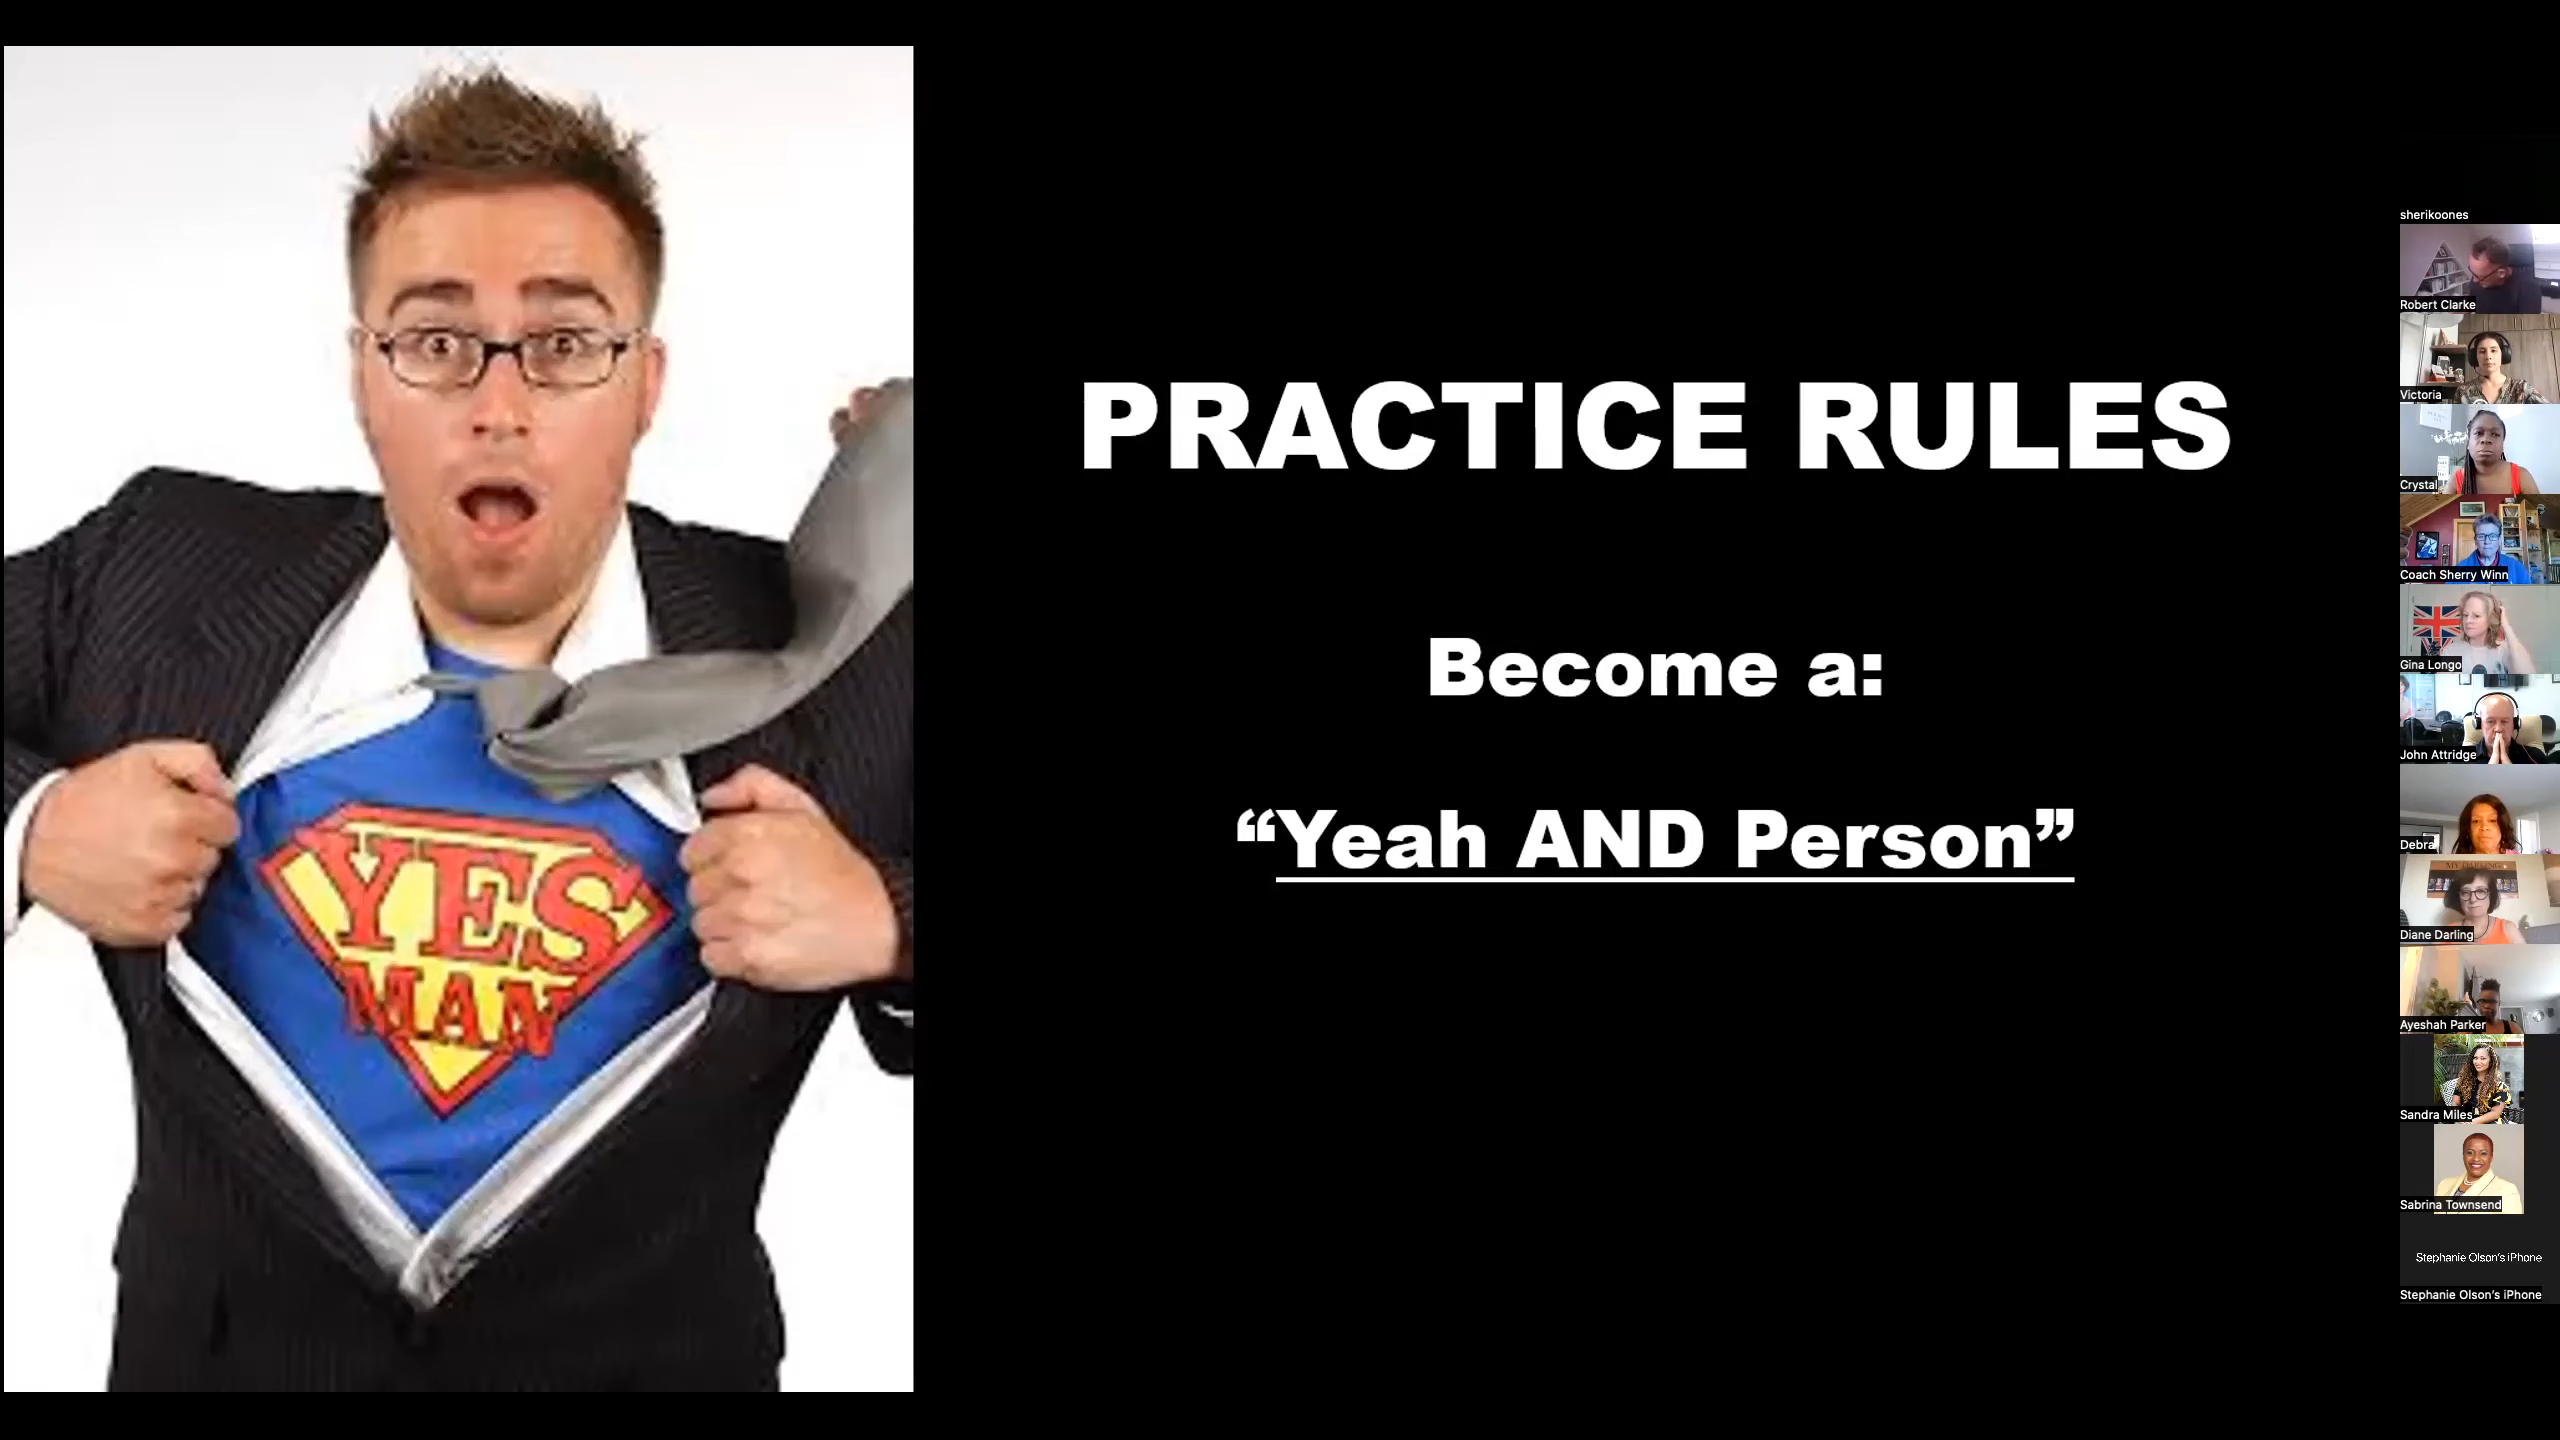 YES
MAN
PRACTICE RULES
Become a:
“Yeah AND Person”
sherikoones
Robert Clarke
Victoria
Crystal
Coach Sherry Winn
Gina Longo
John Attridge
Debra
Diane Darling
Ayeshah Parker
Sandra Miles
Sabrina Townsend
Stephanie Olson’s iPhone
Stephanie Olson’s iPhone